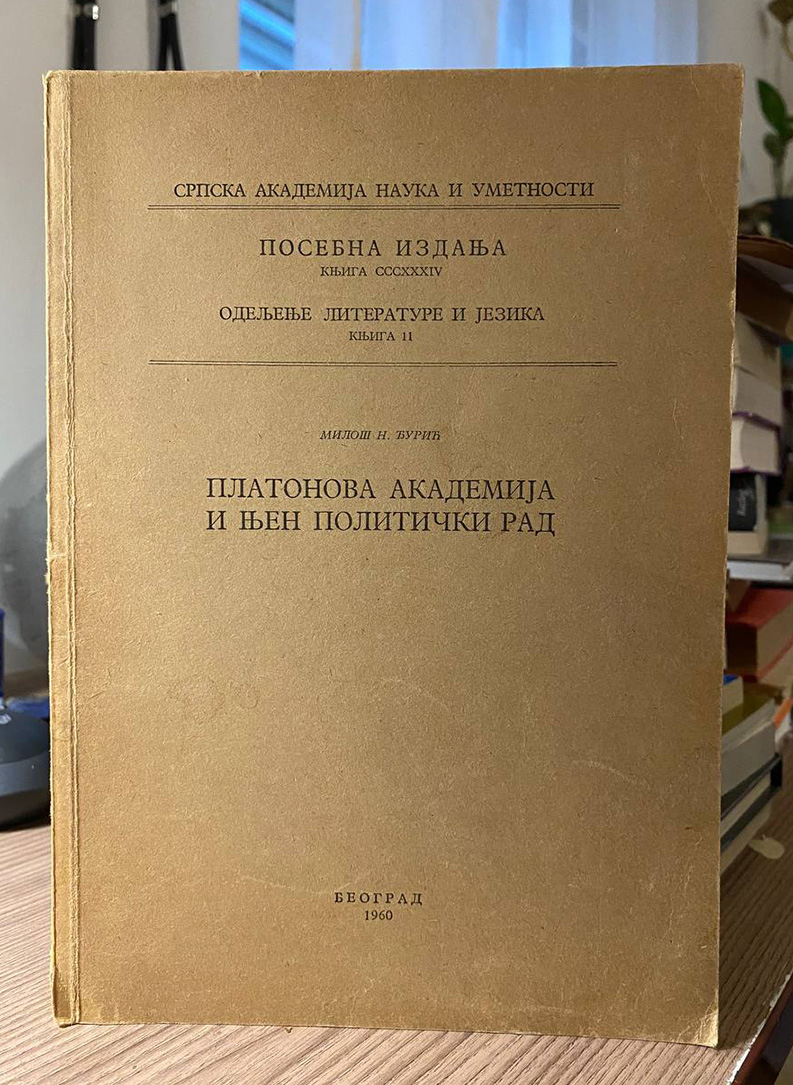 СРПСКА АКАДЕМИЈА НАУКА И УМЕТНОСТИ
ПОСЕБНА ИЗДАЊА
КЊИГА CCCXXXIV
ОДЕЉЕЊЕ ЛИТЕРАТУРЕ И ЈЕЗИКА
КЊИГА 11
МИЛОШ Н. ЂУРИЋ
ПЛАТОНОВА АКАДЕМИЈА
И ЊЕН ПОЛИТИЧКИ РАД
БЕОГРАД
1960